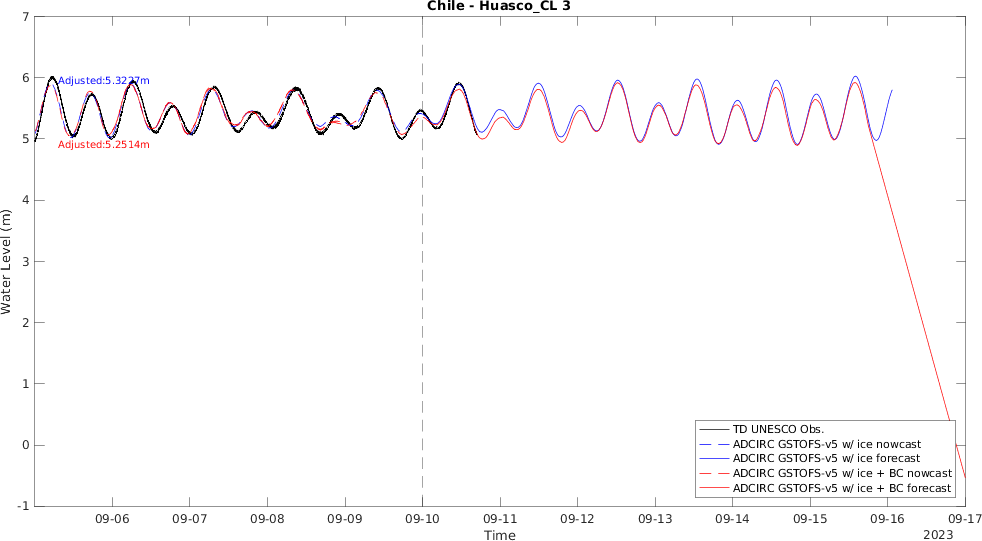 Chile - Huasco_CL 3
7
6
5
4
3
2
1
0
-1
Water Level (m)
Adjusted:5.3227m
Adjusted:5.2514m
TD UNESCO Obs.
ADCIRC GSTOFS-v5 w/ ice nowcast
ADCIRC GSTOFS-v5 w/ ice forecast
ADCIRC GSTOFS-v5 w/ ice + BC nowcast
ADCIRC GSTOFS-v5 w/ ice + BC forecast
09-06 09-07 09-08 09-09 09-10 09-11 09-12 09-13 09-14 09-15 09-16 09-17
Time
2023